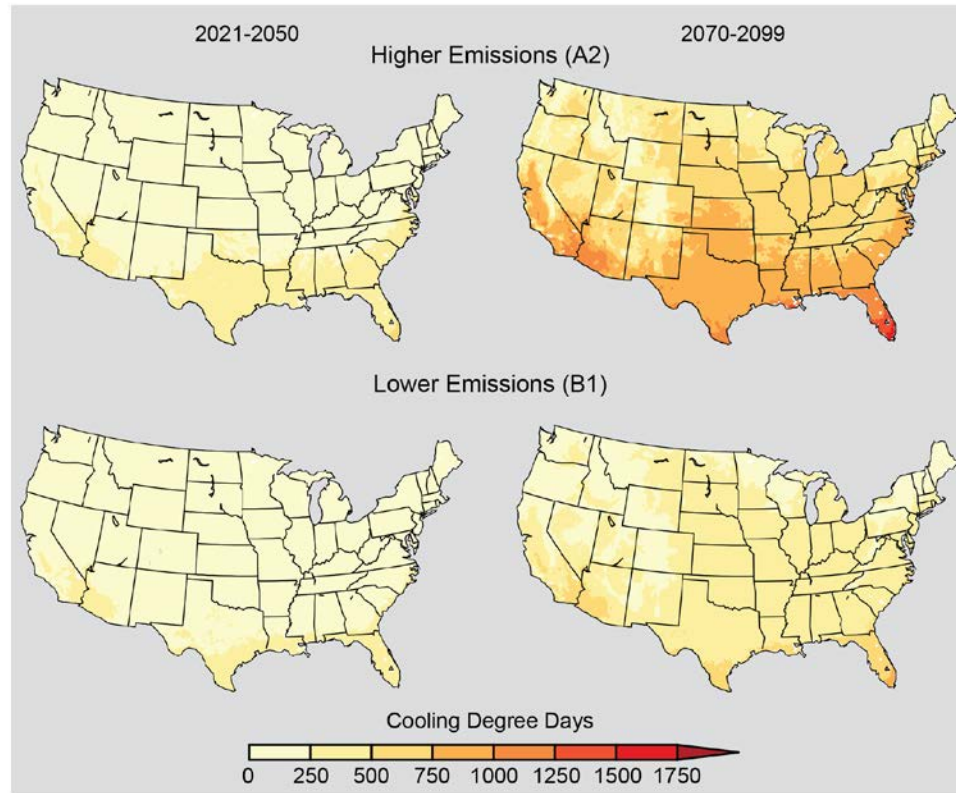 2021-2050 2070-2099
Higher Emissions (A2)
Lower Emissions (B1)
Cooling Degree Days
0 250 500 750 1000 1250 1500 1750